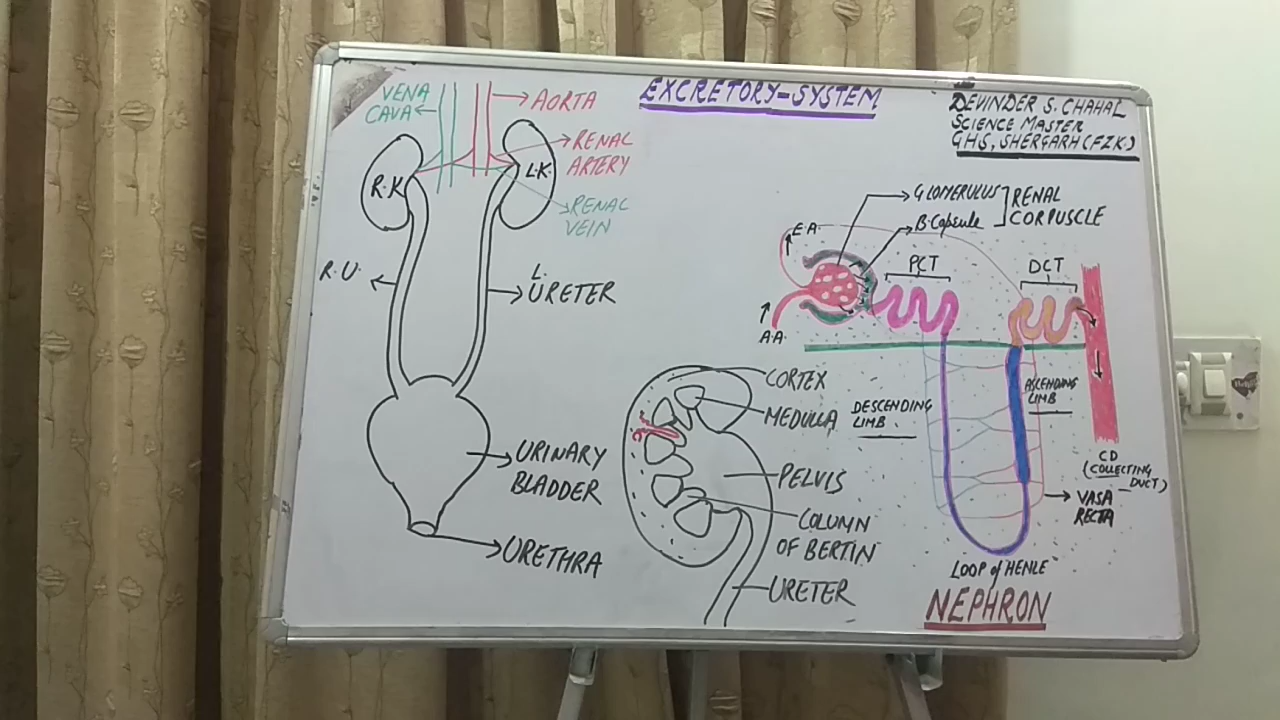 EXCRETORY-SYSTEM
DEVINDER S. CHAHAL
SCIENCE MASTER
GHS, SHERGARH (FZK)
VENA
CAVA
AORTA
RENAL
ARTERY
R.K
L.K.
RENAL
VEIN
R.U.
L.
URETER
URINARY
BLADDER
URETHRA
CORTEX
MEDULLA
PELVIS
COLUMN
OF BERTIN
URETER
GLOMERULUS
B.Capsule
RENAL
CORPUSCLE
E.A.
A.A.
PCT
DCT
DESCENDING
LIMB.
ASCENDING
LIMB
CD
(COLLECTING
DUCT)
VASA
RECTA
LOOP of HENLE
NEPHRON